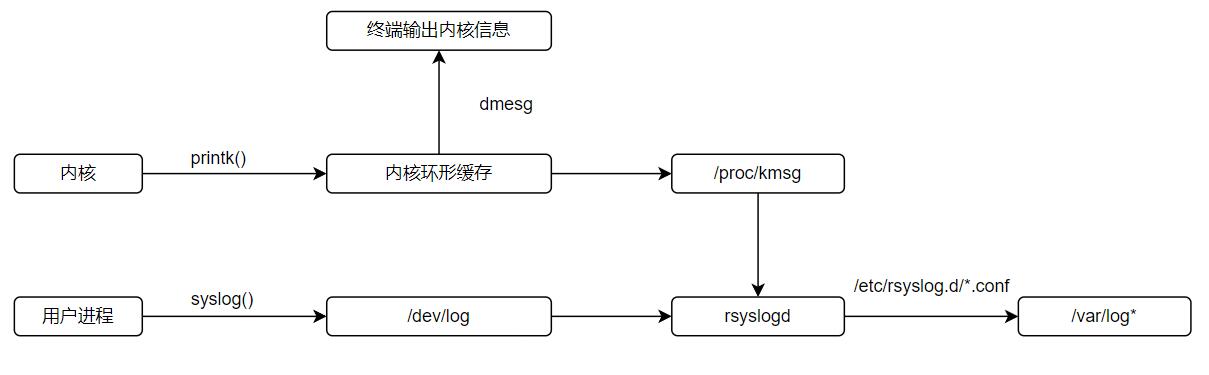 终端输出内核信息
dmesg
内核
printk()
内核环形缓存
/proc/kmsg
用户进程
syslog()
/dev/log
rsyslogd
/etc/rsyslog.d/*.conf
/var/log*